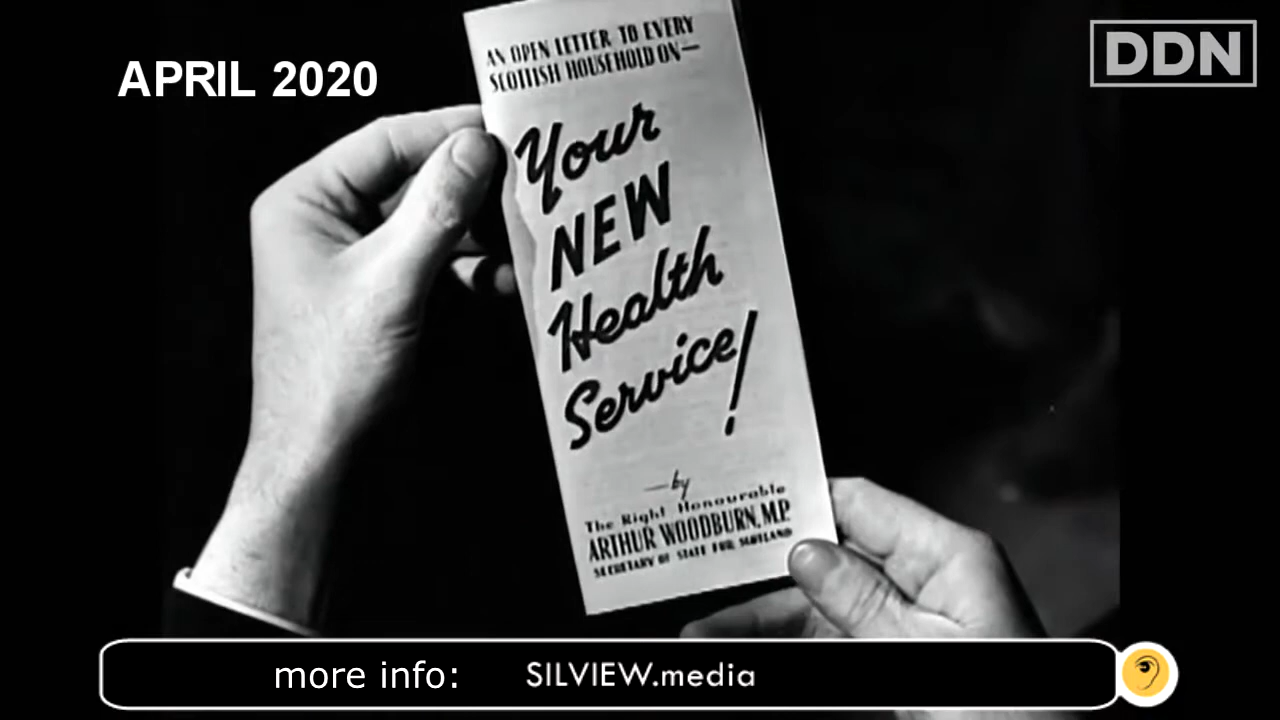 APRIL 2020
DDN
AN OPEN LETTER TO EVERY
SCOTTISH HOUSEHOLD ON—
Your
NEW
Health
Service!
—by
The Right Honourable
ARTHUR WOODBURN, M.P.
SECRETARY OF STATE FOR SCOTLAND
more info: SILVIEW.media